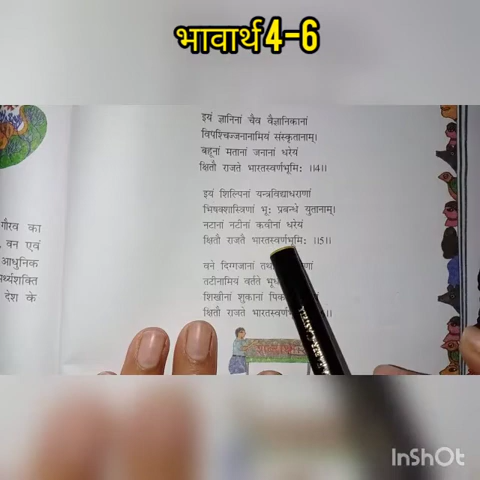 भावार्थ 4-6
इयं ज्ञानिनां चैव वैज्ञानिकानां
विपश्चिज्जनानामियं संस्कृतानाम्।
बहूनां मतानां जनानां धरेयं
क्षितौ राजते भारतस्वर्णभूमिः ।।4।।
इयं शिल्पिनां यन्त्रविद्याधराणां
भिषक्शास्त्रिणां भूः प्रबन्धे युतानाम्।
नटानां नटीनां कवीनां धरेयं
क्षितौ राजते भारतस्वर्णभूमिः ।।5।।
वने दिग्गजानां
तटीनामियं वर्तते
शिखीनां शुकानां
क्षितौ राजते ।।6।।
गौरव का
वन एवं
आधुनिक
देश के
InShOt